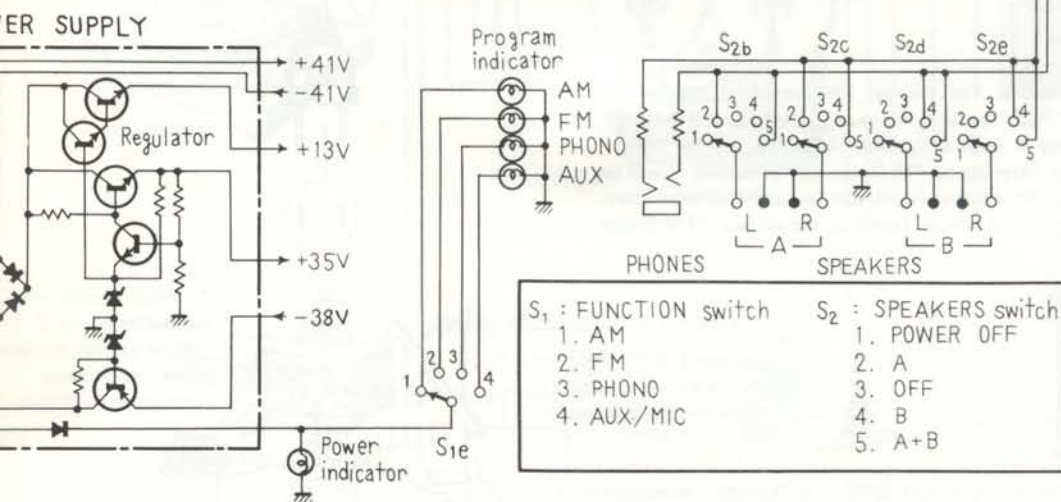 ER SUPPLY
+41V
-41V
Regulator
+13V
+35V
-38V
Program
indicator
AM
FM
PHONO
AUX
1 2 3 4
S1e
Power
indicator
S2b S2c S2d S2e
1 2 3 4 5
1 2 3 4 5
1 2 3 4 5
1 2 3 4 5
L R
A
L R
B
PHONES
SPEAKERS
S1 : FUNCTION switch
1. AM
2. FM
3. PHONO
4. AUX/MIC
S2 : SPEAKERS switch
1. POWER OFF
2. A
3. OFF
4. B
5. A+B